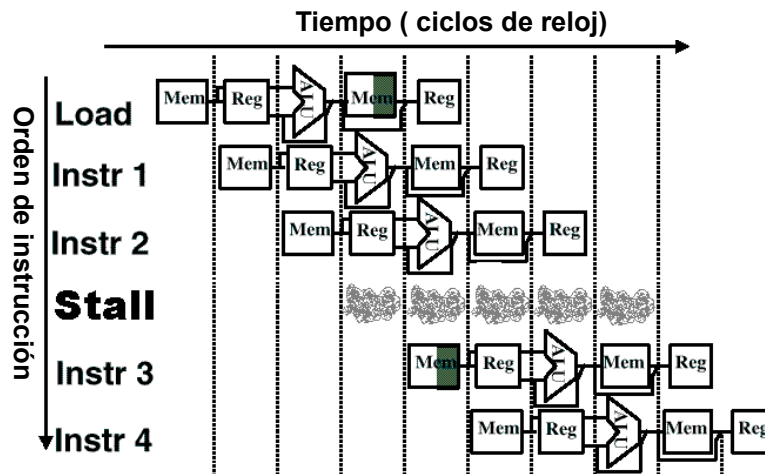 Tiempo ( ciclos de reloj)
Orden de instrucción
Load Mem Reg ALU Mem Reg
Instr 1 Mem Reg ALU Mem Reg
Instr 2 Mem Reg ALU Mem Reg
Stall
Instr 3 Mem Reg ALU Mem Reg
Instr 4 Mem Reg ALU Mem Reg